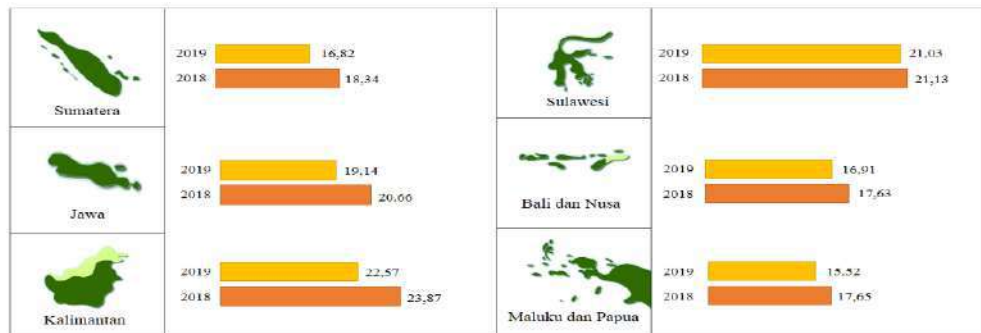 2019 16,82
2018 18,34
Sumatera
2019 19,14
2018 20,66
Jawa
2019 22,57
2018 23,87
Kalimantan
2019 21,03
2018 21,13
Sulawesi
2019 16,91
2018 17,63
Bali dan Nusa
2019 15,52
2018 17,65
Maluku dan Papua